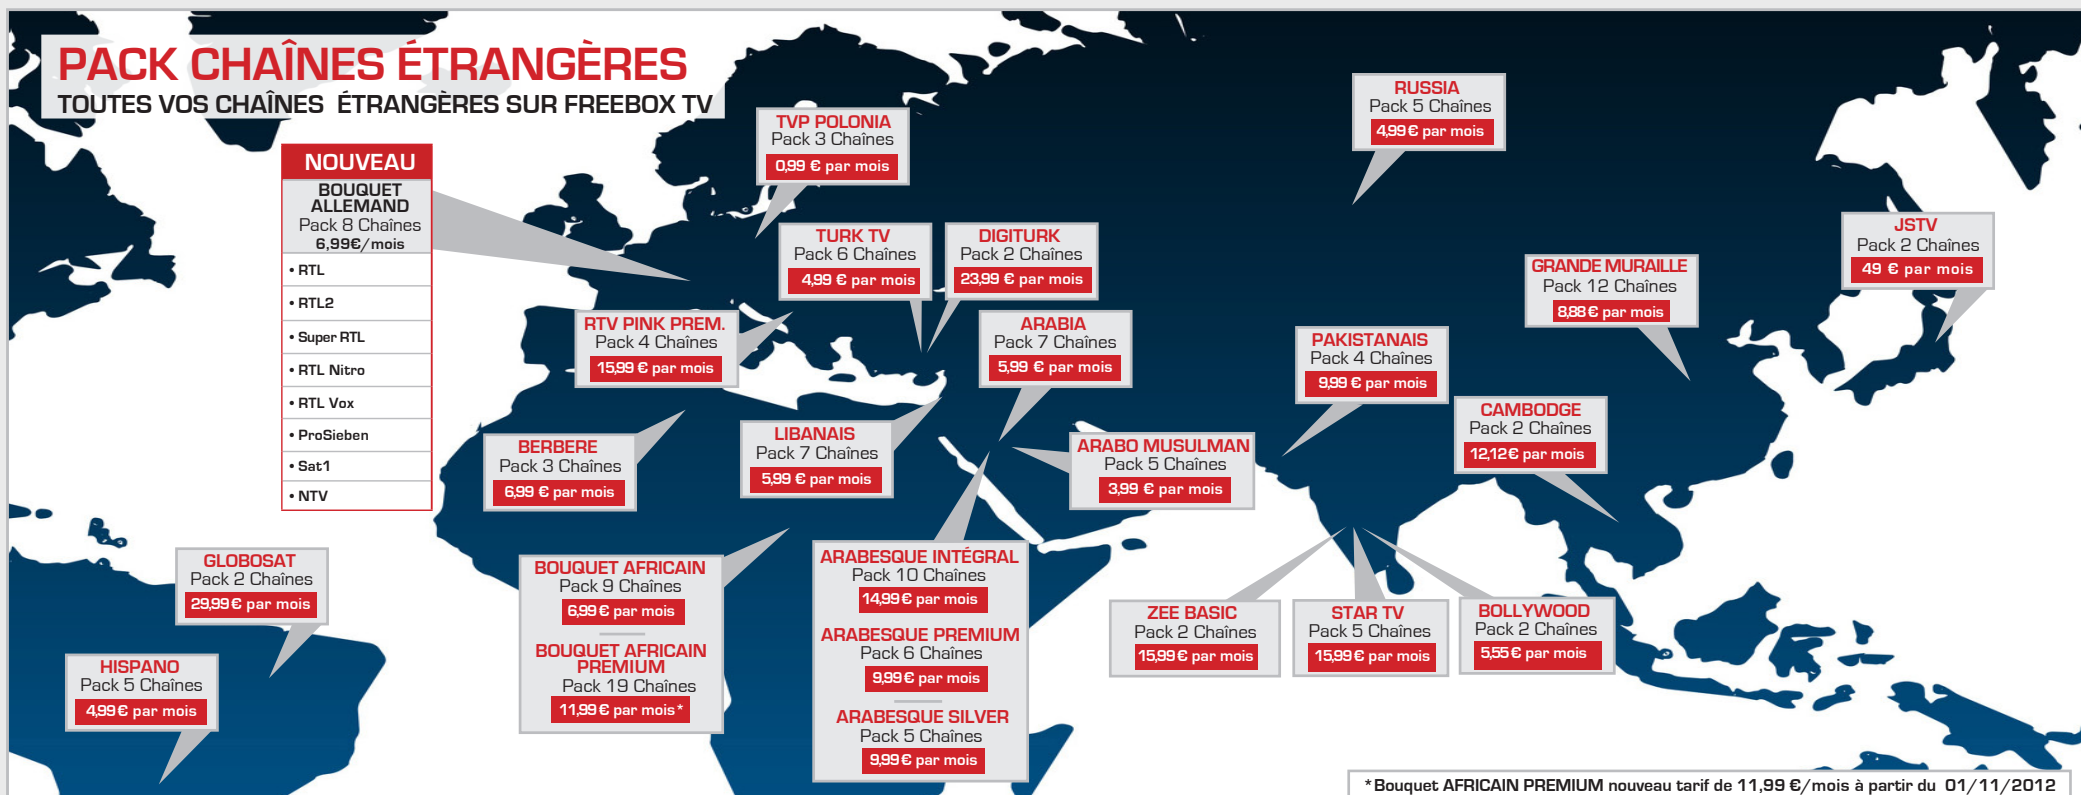 PACK CHAÎNES ÉTRANGÈRES
TOUTES VOS CHAÎNES ÉTRANGÈRES SUR FREEBOX TV
NOUVEAU
BOUQUET
ALLEMAND
Pack 8 Chaînes
6,99€/mois
• RTL
• RTL2
• Super RTL
• RTL Nitro
• RTL Vox
• ProSieben
• Sat1
• NTV
TVP POLONIA
Pack 3 Chaînes
0,99 € par mois
RUSSIA
Pack 5 Chaînes
4,99 € par mois
TURK TV
Pack 6 Chaînes
4,99 € par mois
DIGITURK
Pack 2 Chaînes
23,99 € par mois
JSTV
Pack 2 Chaînes
49 € par mois
GRANDE MURAILLE
Pack 12 Chaînes
8,88 € par mois
RTV PINK PREM.
Pack 4 Chaînes
15,99 € par mois
ARABIA
Pack 7 Chaînes
5,99 € par mois
PAKISTANAIS
Pack 4 Chaînes
9,99 € par mois
CAMBODGE
Pack 2 Chaînes
12,12 € par mois
BERBERE
Pack 3 Chaînes
6,99 € par mois
LIBANAIS
Pack 7 Chaînes
5,99 € par mois
ARABO MUSULMAN
Pack 5 Chaînes
3,99 € par mois
GLOBOSAT
Pack 2 Chaînes
29,99 € par mois
HISPANO
Pack 5 Chaînes
4,99 € par mois
BOUQUET AFRICAIN
Pack 9 Chaînes
6,99 € par mois
BOUQUET AFRICAIN
PREMIUM
Pack 19 Chaînes
11,99 € par mois*
ARABESQUE INTÉGRAL
Pack 10 Chaînes
14,99 € par mois
ARABESQUE PREMIUM
Pack 6 Chaînes
9,99 € par mois
ARABESQUE SILVER
Pack 5 Chaînes
9,99 € par mois
ZEE BASIC
Pack 2 Chaînes
15,99 € par mois
STAR TV
Pack 5 Chaînes
15,99 € par mois
BOLLYWOOD
Pack 2 Chaînes
5,55 € par mois
*Bouquet AFRICAIN PREMIUM nouveau tarif de 11,99 €/mois à partir du 01/11/2012